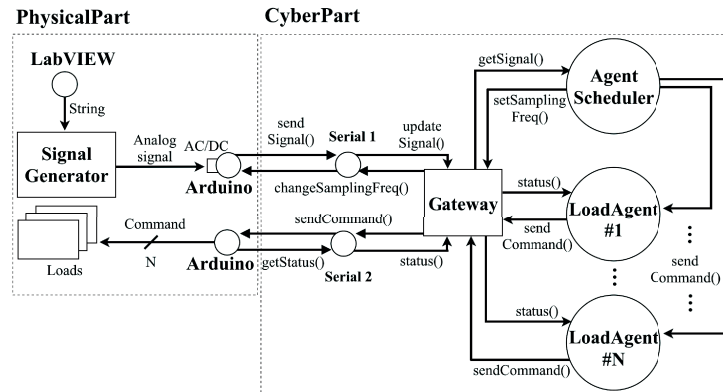 PhysicalPart
CyberPart
LabVIEW
String
Signal
Generator
Analog
signal
AC/DC
Arduino
send
Signal()
Serial 1
update
Signal()
changeSamplingFreq()
getSignal()
setSampling
Freq()
Agent
Scheduler
Gateway
status()
send
Command()
LoadAgent
#1
Command
N
Loads
Arduino
sendCommand()
getStatus()
Serial 2
status()
send
Command()
status()
sendCommand()
LoadAgent
#N